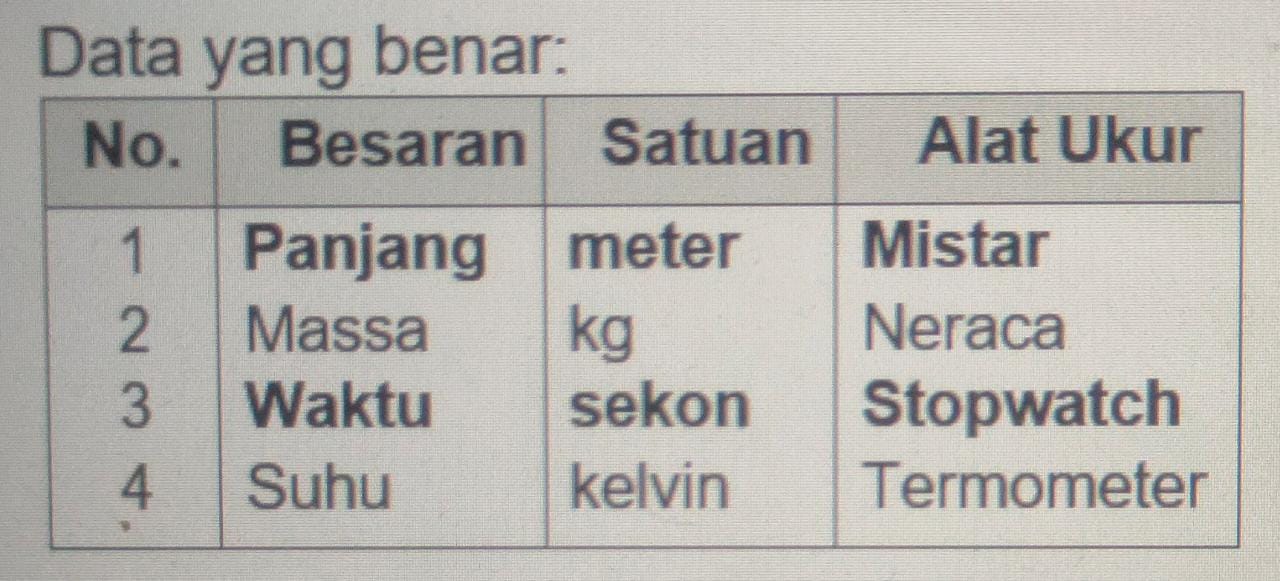 Data yang benar:
No. Besaran Satuan Alat Ukur
1 Panjang meter Mistar
2 Massa kg Neraca
3 Waktu sekon Stopwatch
4 Suhu kelvin Termometer